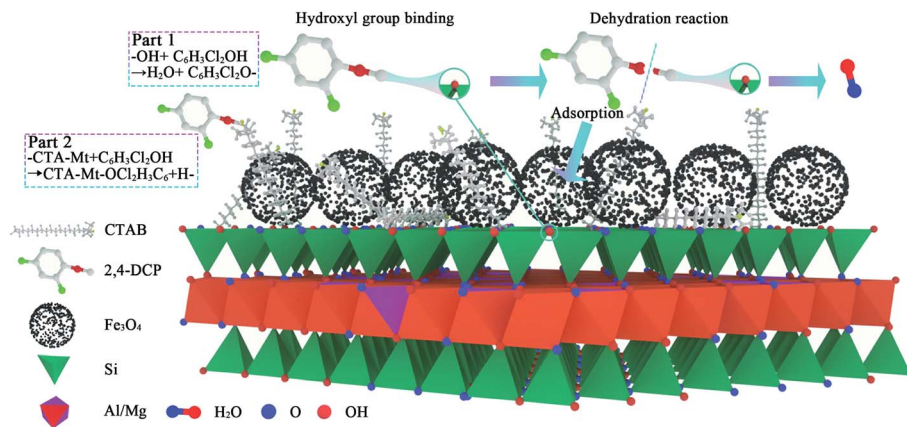 Hydroxyl group binding
Dehydration reaction
Part 1
-OH+ C₆H₃Cl₂OH
→H₂O+ C₆H₃Cl₂O-
Adsorption
Part 2
-CTA-Mt+C₆H₃Cl₂OH
→CTA-Mt-OCl₂H₃C₆+H-
CTAB
2,4-DCP
Fe₃O₄
Si
Al/Mg
H₂O
O
OH